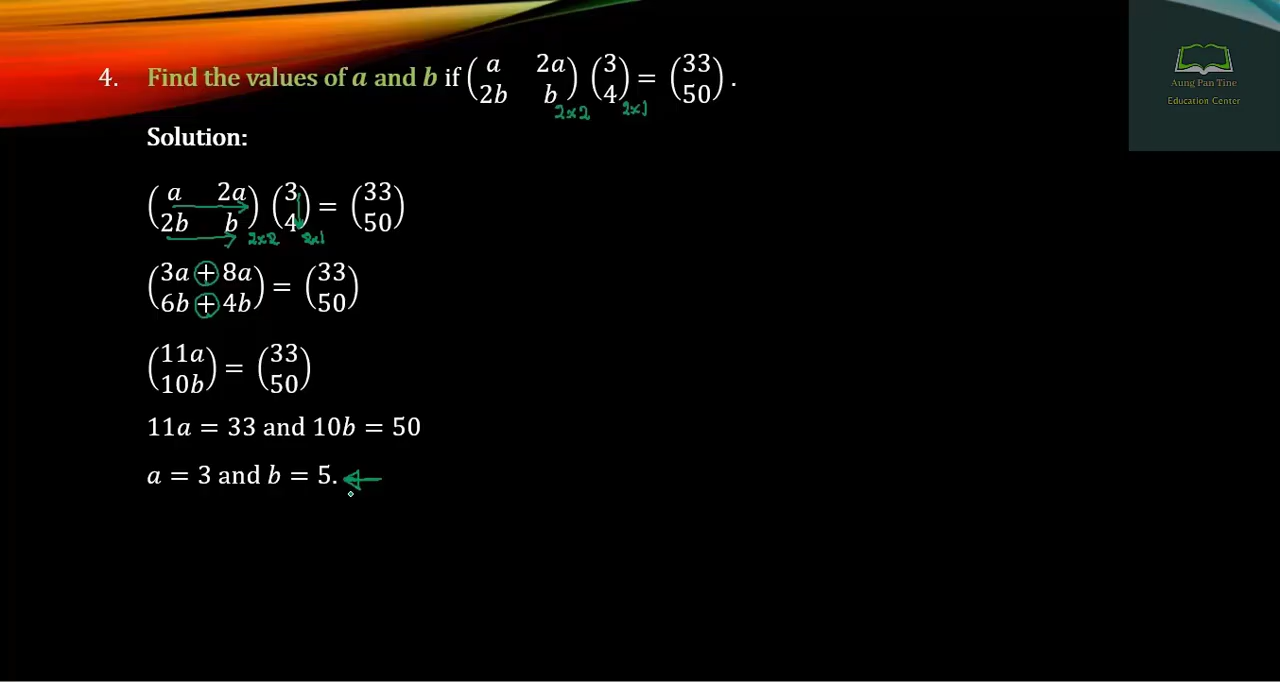 4. Find the values of a and b if (a 2a; 2b b) (3; 4) = (33; 50).
2×2 2×1
Aung Pan Tine
Education Center
Solution:
(a 2a; 2b b) (3; 4) = (33; 50)
2×2 2×1
(3a + 8a; 6b + 4b) = (33; 50)
(11a; 10b) = (33; 50)
11a = 33 and 10b = 50
a = 3 and b = 5.